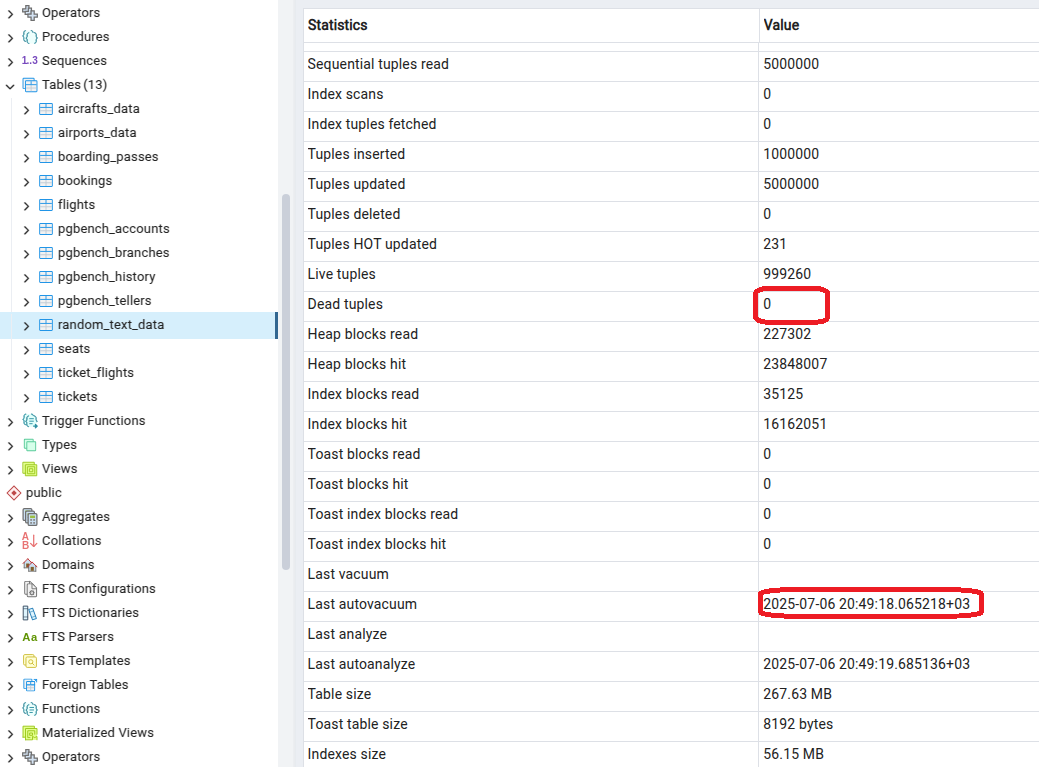 Operators
Procedures
1..3 Sequences
Tables (13)
aircrafts_data
airports_data
boarding_passes
bookings
flights
pgbench_accounts
pgbench_branches
pgbench_history
pgbench_tellers
random_text_data
seats
ticket_flights
tickets
Trigger Functions
Types
Views
public
Aggregates
Collations
Domains
FTS Configurations
FTS Dictionaries
Aa FTS Parsers
FTS Templates
Foreign Tables
Functions
Materialized Views
Operators
Statistics Value
Sequential tuples read 5000000
Index scans 0
Index tuples fetched 0
Tuples inserted 1000000
Tuples updated 5000000
Tuples deleted 0
Tuples HOT updated 231
Live tuples 999260
Dead tuples 0
Heap blocks read 227302
Heap blocks hit 23848007
Index blocks read 35125
Index blocks hit 16162051
Toast blocks read 0
Toast blocks hit 0
Toast index blocks read 0
Toast index blocks hit 0
Last vacuum
Last autovacuum 2025-07-06 20:49:18.065218+03
Last analyze
Last autoanalyze 2025-07-06 20:49:19.685136+03
Table size 267.63 MB
Toast table size 8192 bytes
Indexes size 56.15 MB